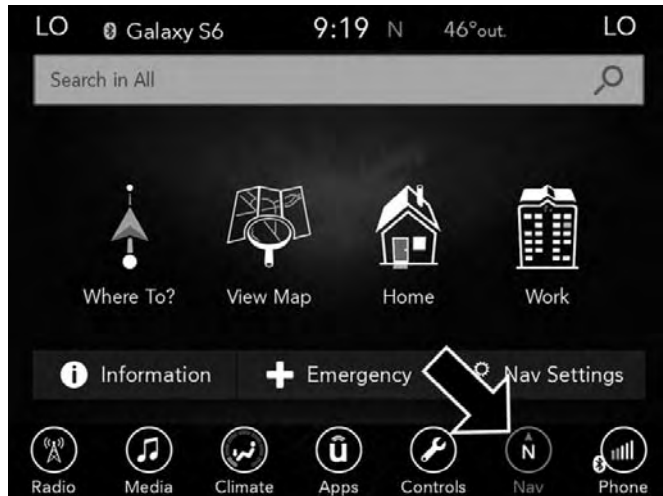 LO Galaxy S6 9:19 N 46°out. LO
Search in All
Where To? View Map Home Work
Information Emergency Nav Settings
û N
Radio Media Climate Apps Controls Nav Phone